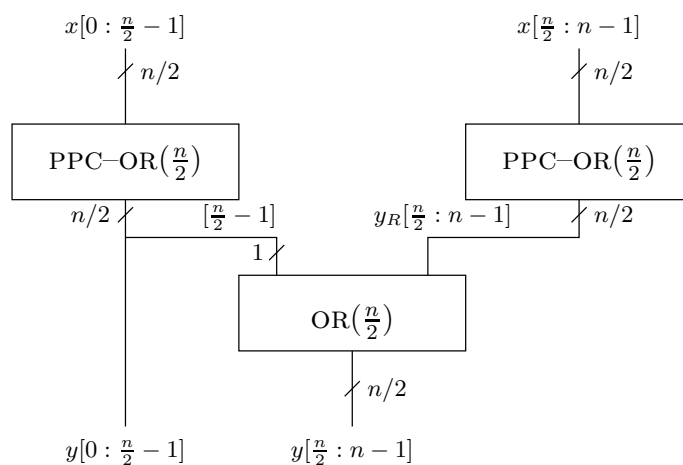 x[0 : n/2 − 1] x[n/2 : n − 1]
n/2 n/2
PPC–OR(n/2) PPC–OR(n/2)
n/2 [n/2 − 1] y_R[n/2 : n − 1] n/2
1
OR(n/2)
n/2
y[0 : n/2 − 1] y[n/2 : n − 1]